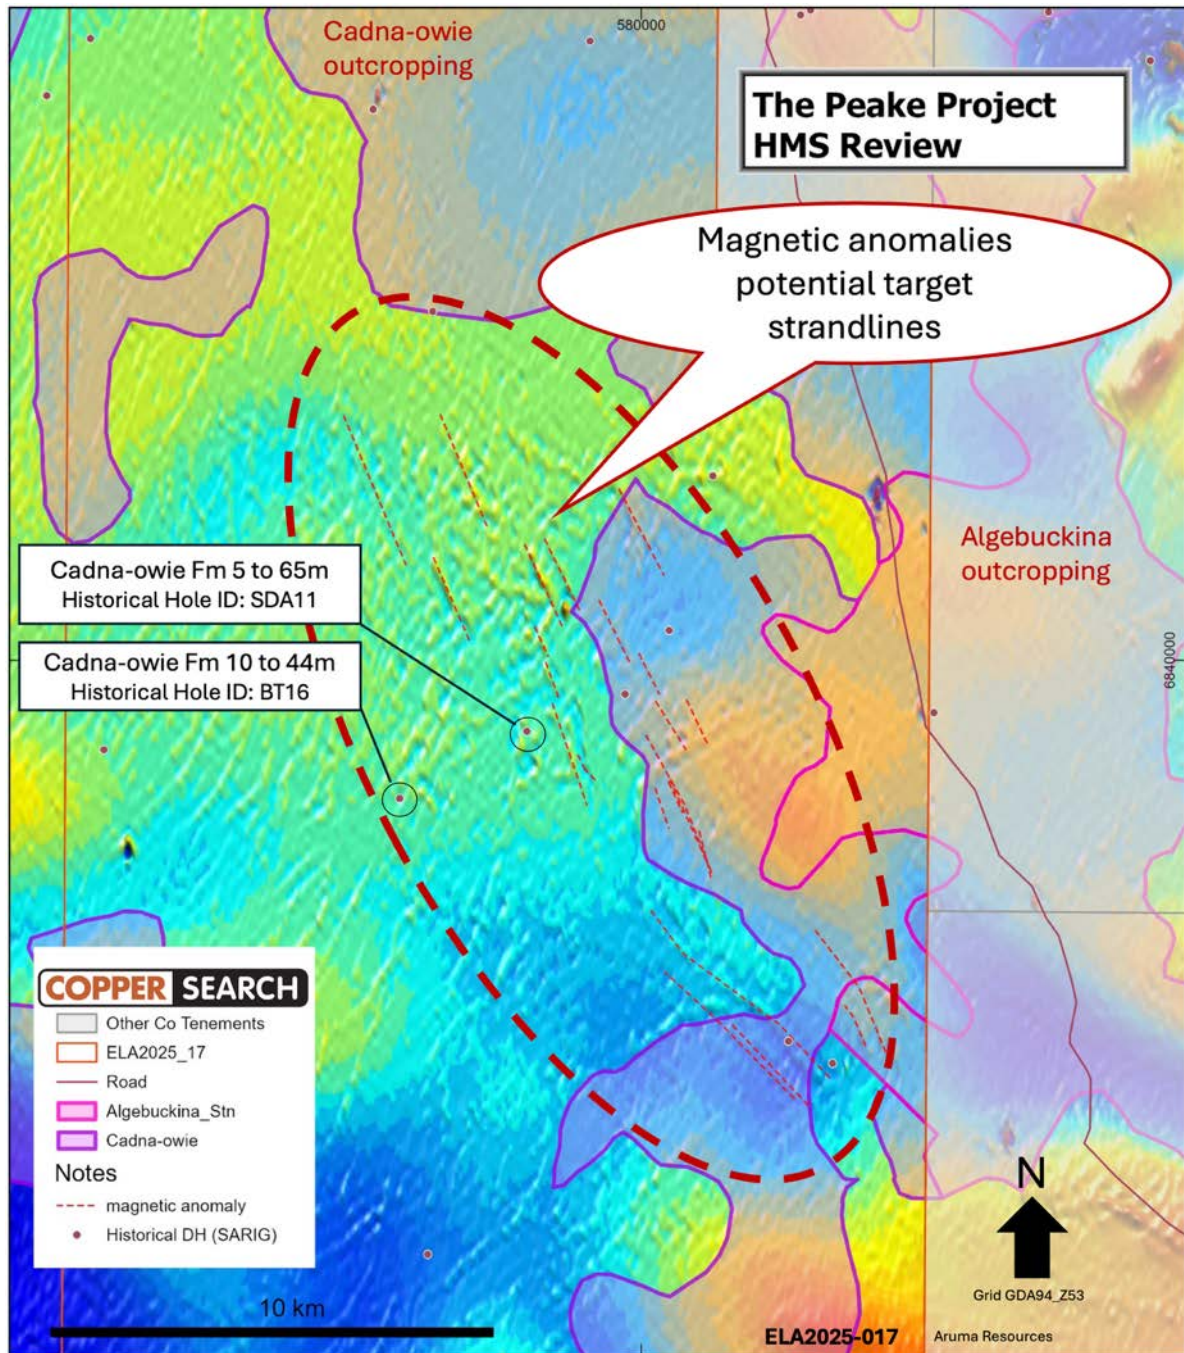 Cadna-owie
outcropping
580000
The Peake Project
HMS Review
Magnetic anomalies
potential target
strandlines
Algebuckina
outcropping
Cadna-owie Fm 5 to 65m
Historical Hole ID: SDA11
Cadna-owie Fm 10 to 44m
Historical Hole ID: BT16
6840000
COPPER SEARCH
Other Co Tenements
ELA2025_17
Road
Algebuckina_Stn
Cadna-owie
Notes
magnetic anomaly
Historical DH (SARIG)
10 km
N
Grid GDA94_Z53
ELA2025-017
Aruma Resources